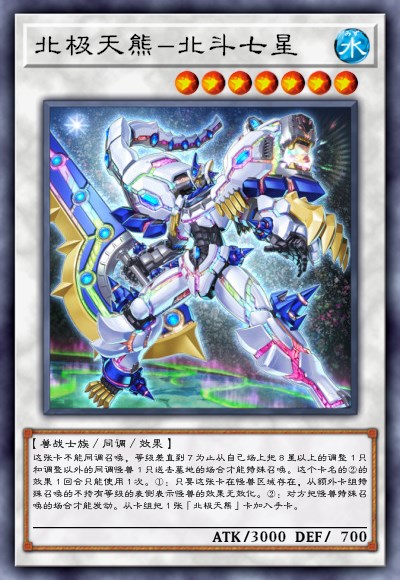 北极天熊–北斗七星
みず
水
【兽战士族／同调／效果】
这张卡不能同调召唤，等级差直到7为止从自己场上把8星以上的调整1只
和调整以外的同调怪兽1只送去墓地的场合才能特殊召唤。这个卡名的②的
效果1回合只能使用1次。①：只要这张卡在怪兽区域存在，从额外卡组特
殊召唤的不持有等级的表侧表示怪兽的效果无效化。②：对方把怪兽特殊召
唤的场合才能发动。从卡组把1张「北极天熊」卡加入手卡。
ATK/3000 DEF/ 700